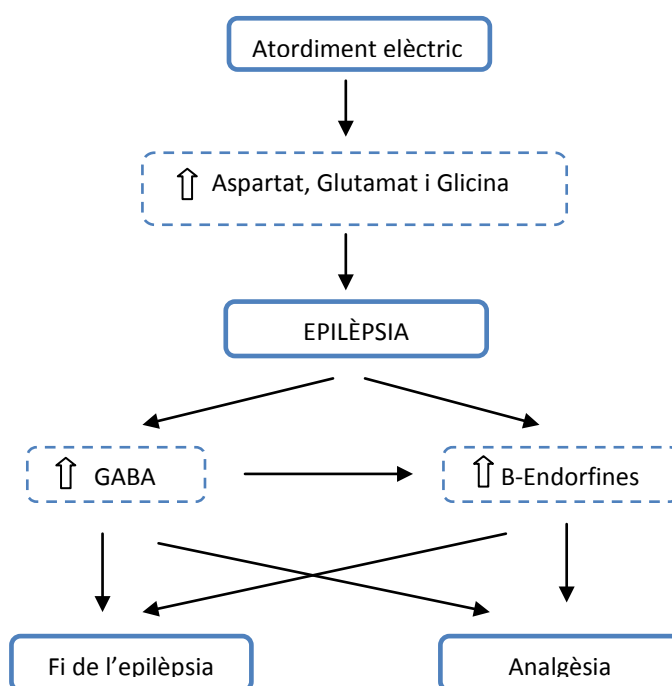 Atordiment elèctric
⇧ Aspartat, Glutamat i Glicina
EPILÈPSIA
⇧ GABA
⇧ B-Endorfines
Fi de l'epilèpsia
Analgèsia